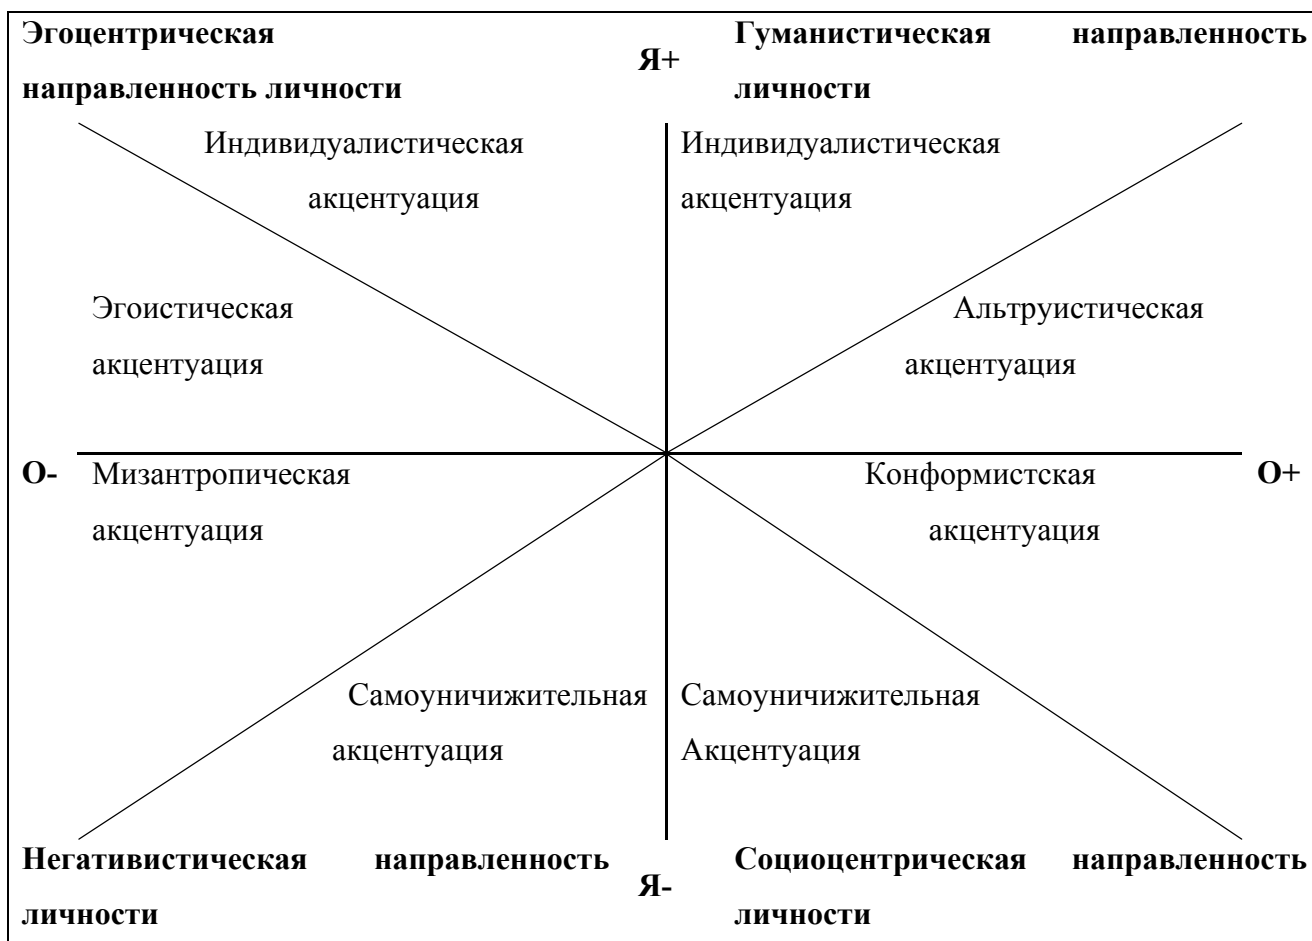 Эгоцентрическая
направленность личности
Я+
Гуманистическая направленность
личности
Индивидуалистическая
акцентуация
Индивидуалистическая
акцентуация
Эгоистическая
акцентуация
Альтруистическая
акцентуация
О-
Мизантропическая
акцентуация
Конформистская
акцентуация
О+
Самоуничижительная
акцентуация
Самоуничижительная
Акцентуация
Негативистическая направленность
личности
Я-
Социоцентрическая направленность
личности